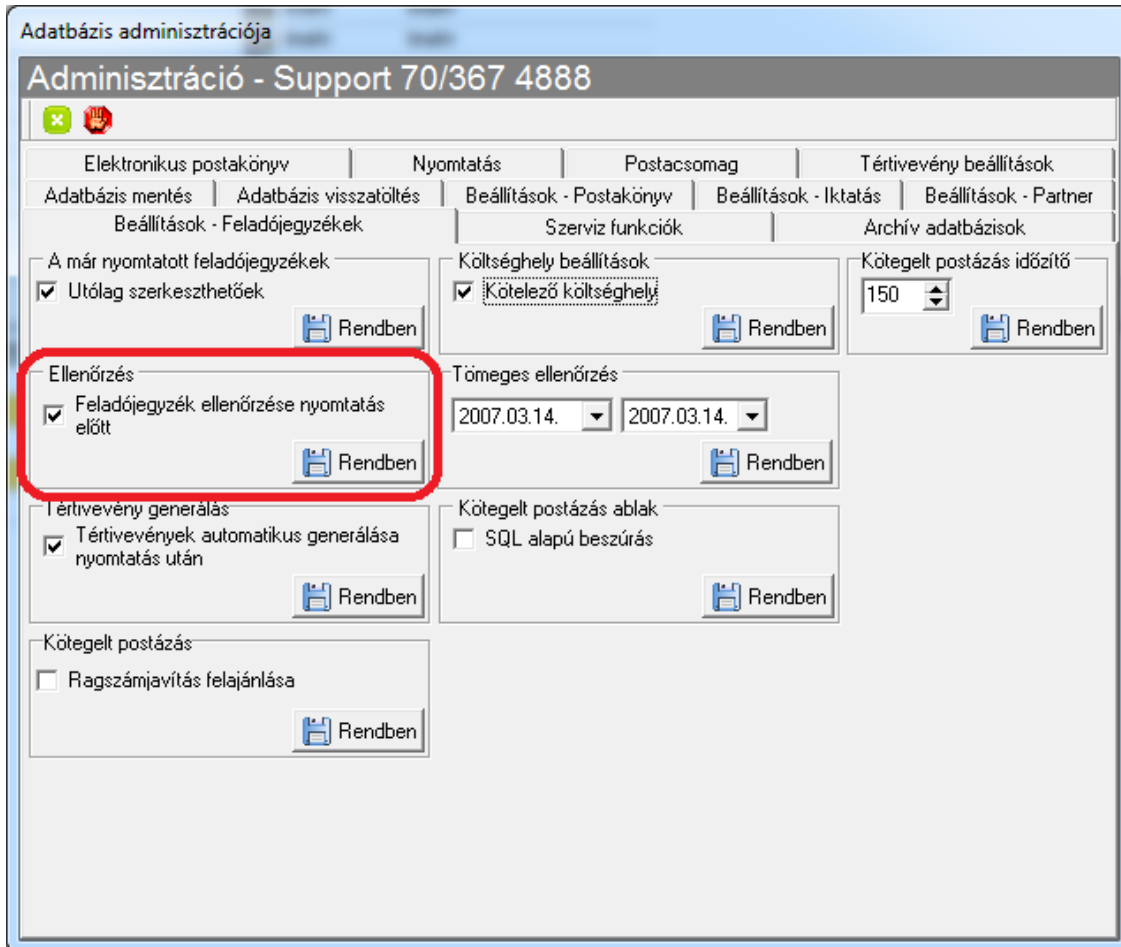 Adatbázis adminisztrációja
Adminisztráció - Support 70/367 4888
Elektronikus postakönyv
Nyomtatás
Postacsomag
Tértivevény beállítások
Adatbázis mentés
Adatbázis visszatöltés
Beállítások - Postakönyv
Beállítások - Iktatás
Beállítások - Partner
Beállítások - Feladójegyzékek
Szerviz funkciók
Archív adatbázisok
A már nyomtatott feladójegyzékek
Utólag szerkeszthetőek
Rendben
Költséghely beállítások
Kötelező költséghely
Rendben
Kötegelt postázás időzítő
150
Rendben
Ellenőrzés
Feladójegyzék ellenőrzése nyomtatás
előtt
Rendben
Tömeges ellenőrzés
2007.03.14.
2007.03.14.
Rendben
Tértivevény generálás
Tértivevények automatikus generálása
nyomtatás után
Rendben
Kötegelt postázás ablak
SQL alapú beszúrás
Rendben
Kötegelt postázás
Ragszámjavítás felajánlása
Rendben